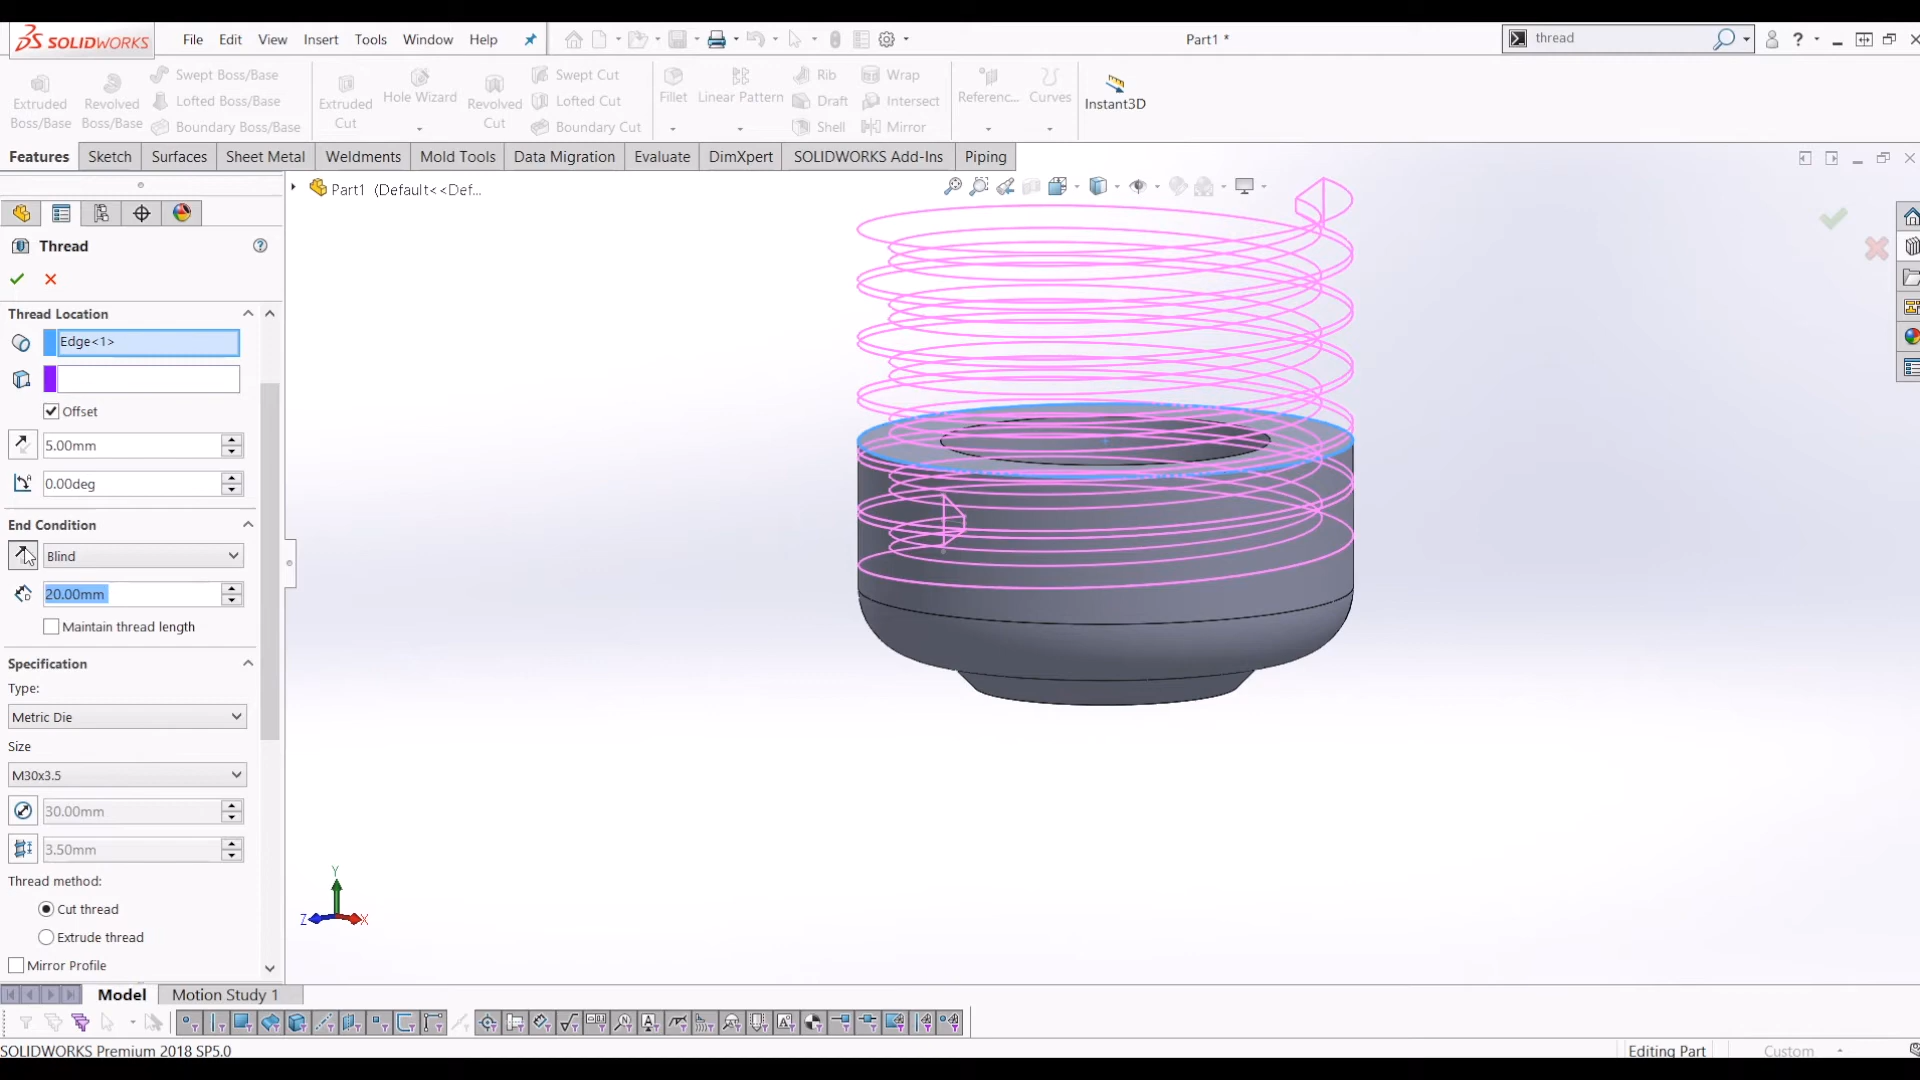 SOLIDWORKS File Edit View Insert Tools Window Help Part1 * thread
Extruded Boss/Base
Revolved Boss/Base
Swept Boss/Base
Lofted Boss/Base
Boundary Boss/Base
Extruded Cut
Hole Wizard
Revolved Cut
Swept Cut
Lofted Cut
Boundary Cut
Fillet
Linear Pattern
Rib
Draft
Shell
Wrap
Intersect
Mirror
Referenc...
Curves
Instant3D
Features Sketch Surfaces Sheet Metal Weldments Mold Tools Data Migration Evaluate DimXpert SOLIDWORKS Add-Ins Piping
Part1 (Default<<Def...
Thread
Thread Location
Edge<1>
Offset
5.00mm
0.00deg
End Condition
Blind
20.00mm
Maintain thread length
Specification
Type:
Metric Die
Size
M30x3.5
30.00mm
3.50mm
Thread method:
Cut thread
Extrude thread
Mirror Profile
Y
Z
X
Model Motion Study 1
SOLIDWORKS Premium 2018 SP5.0 Editing Part Custom